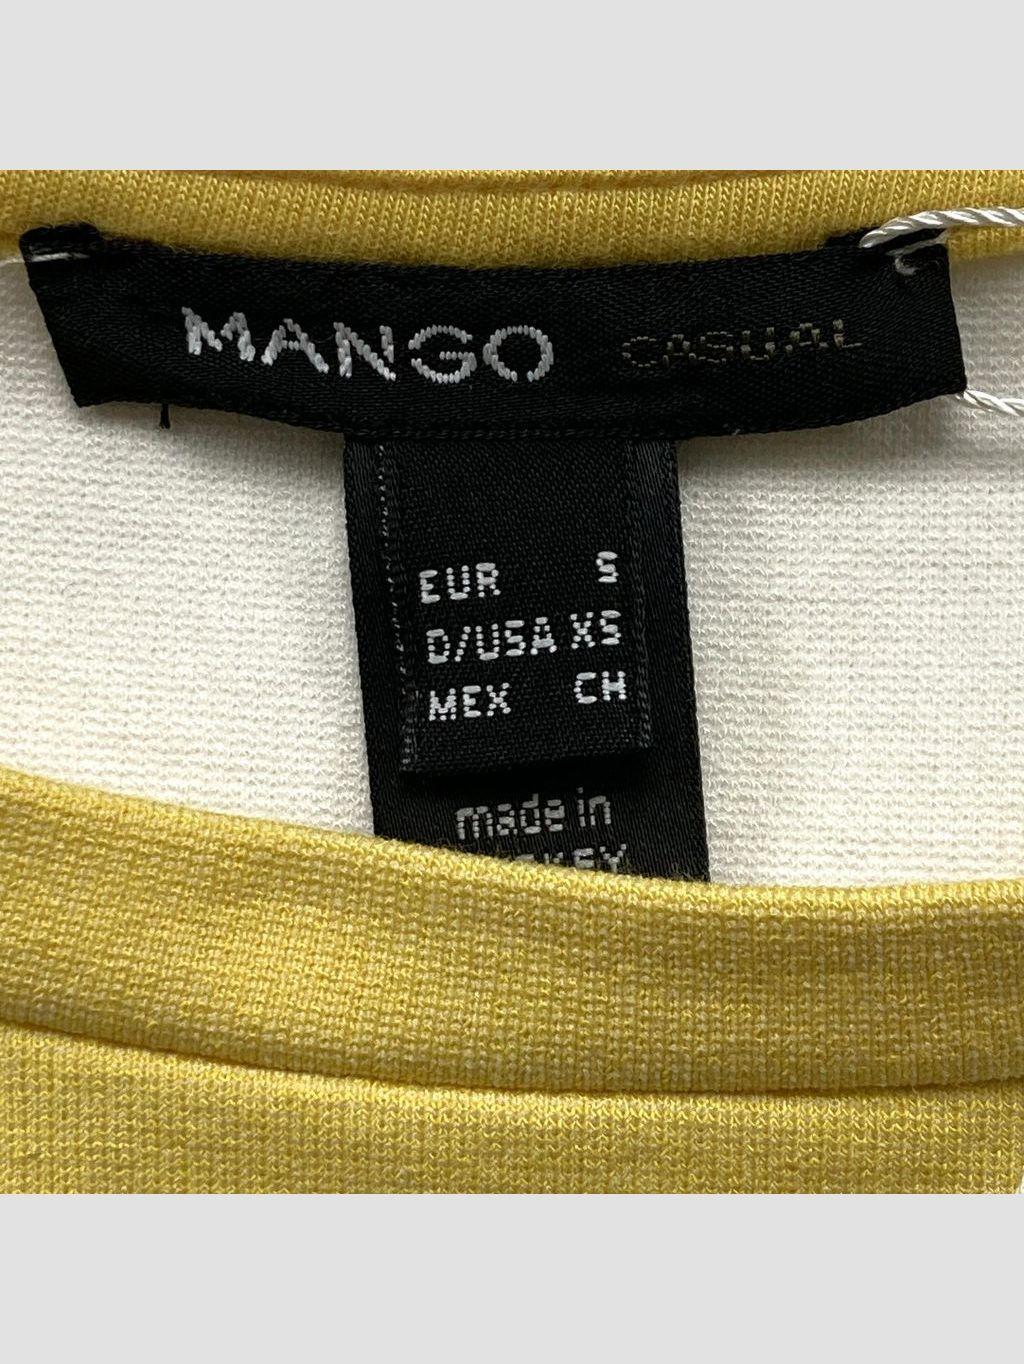 MANGO CASUAL
EUR S
D/USA XS
MEX CH
made in